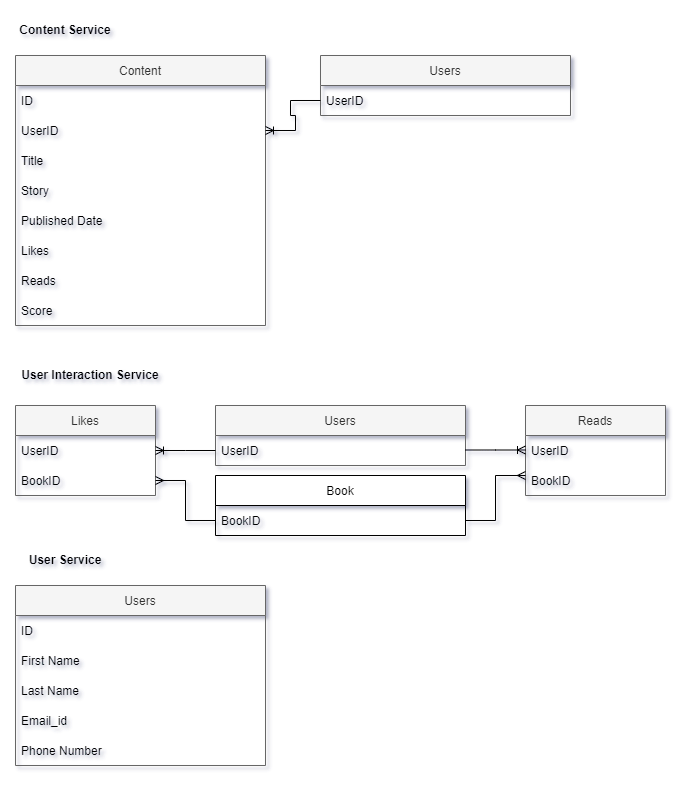 Content Service
Content
Users
ID
UserID
UserID
Title
Story
Published Date
Likes
Reads
Score
User Interaction Service
Likes
Users
Reads
UserID
UserID
UserID
BookID
Book
BookID
BookID
User Service
Users
ID
First Name
Last Name
Email_id
Phone Number